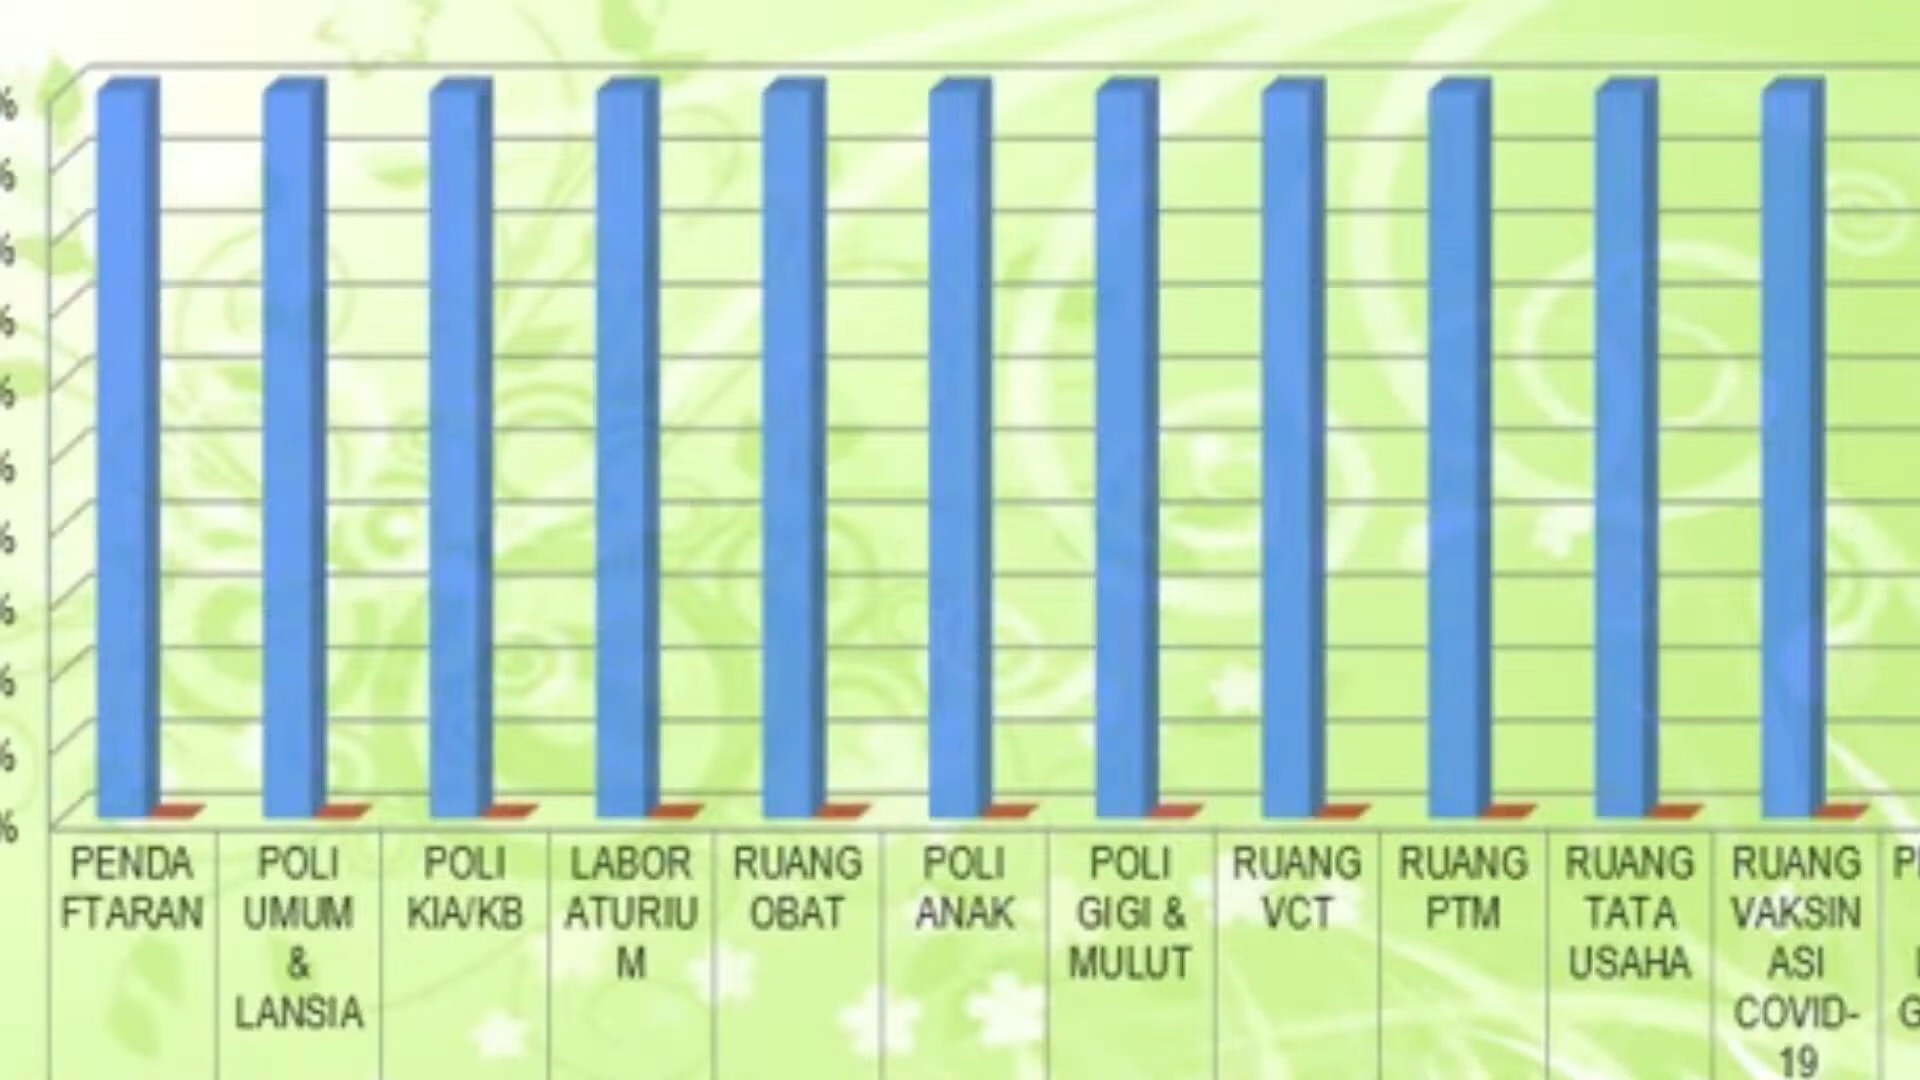 %
%
%
%
%
%
%
%
%
%
%
PENDA
FTARAN
POLI
UMUM
&
LANSIA
POLI
KIA/KB
LABOR
ATURIU
M
RUANG
OBAT
POLI
ANAK
POLI
GIGI &
MULUT
RUANG
VCT
RUANG
PTM
RUANG
TATA
USAHA
RUANG
VAKSIN
ASI
COVID-
19